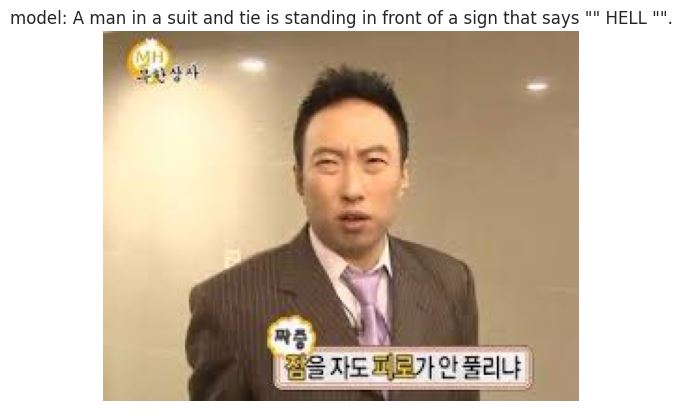 model: A man in a suit and tie is standing in front of a sign that says "" HELL "".
MH
무한상사
짜증
잠을 자도 피로가 안 풀리냐